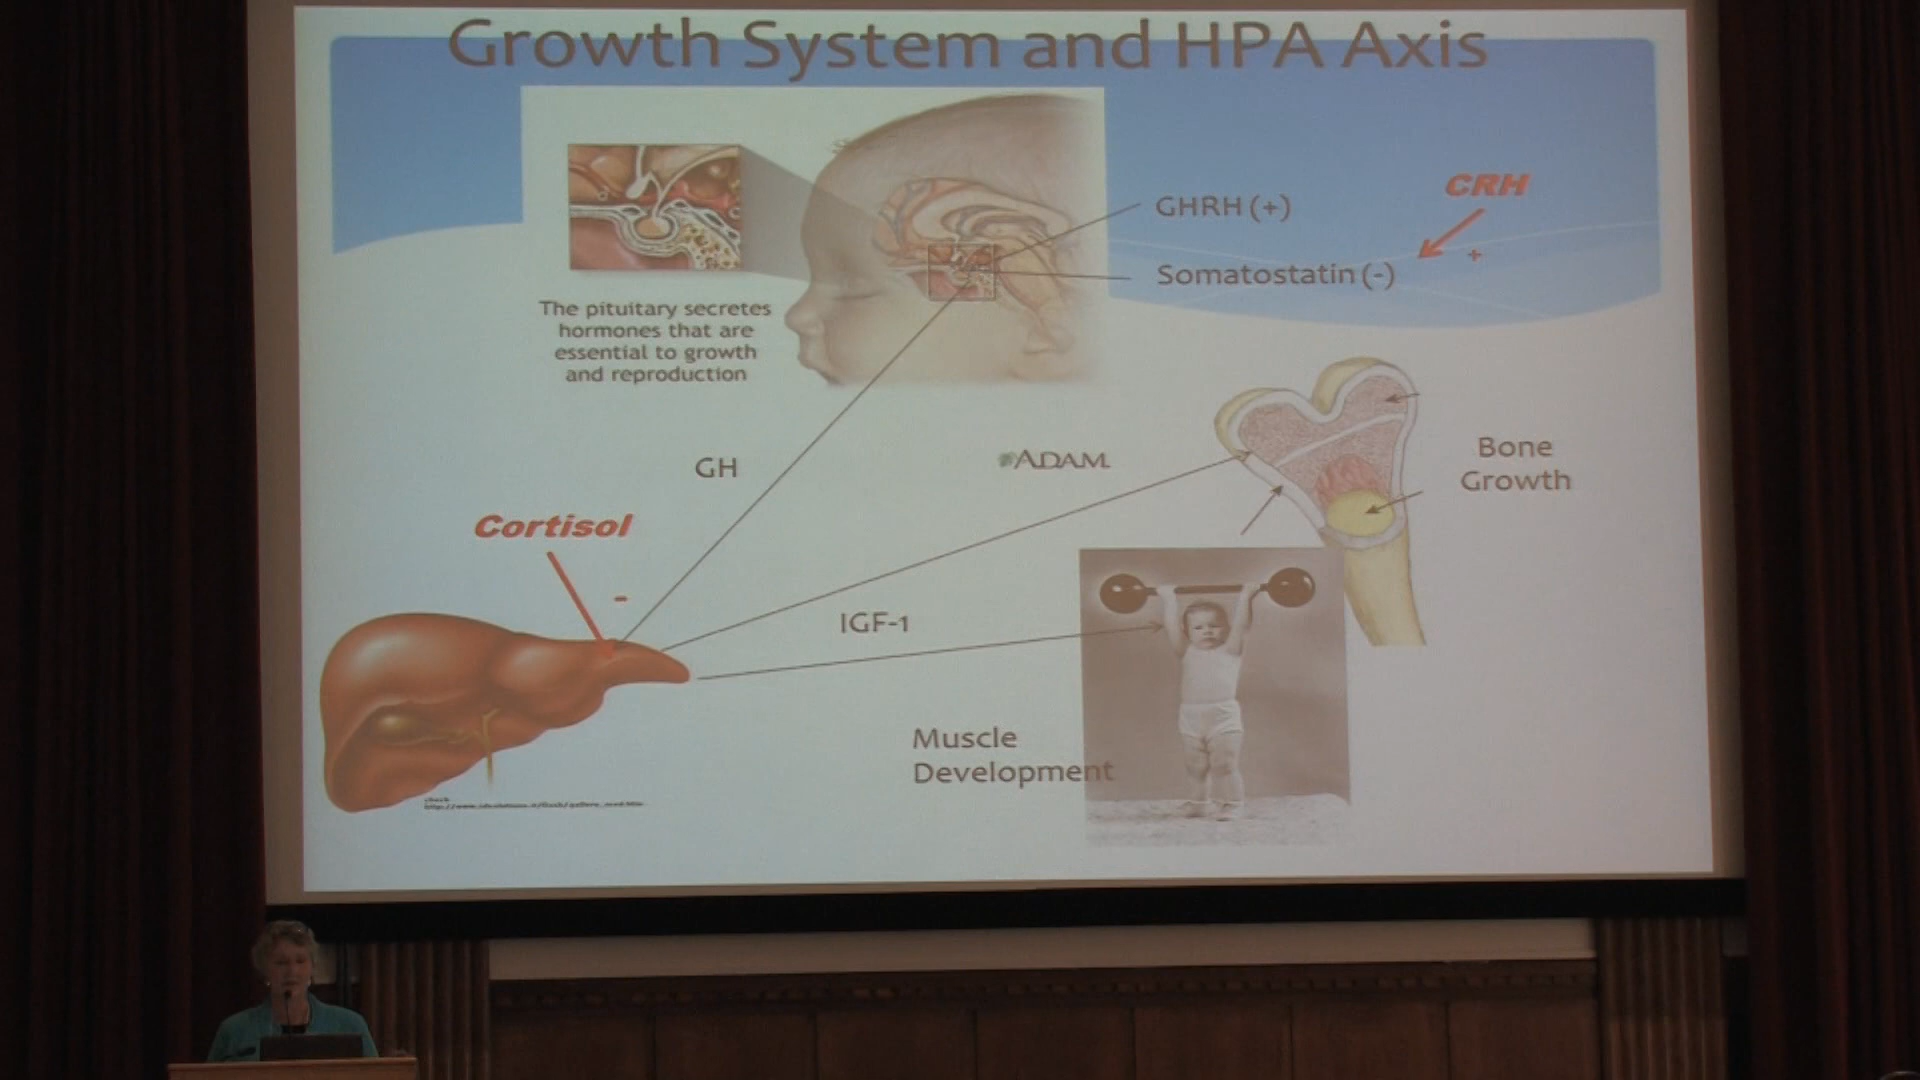 Growth System and HPA Axis
CRH
GHRH (+)
+
Somatostatin (-)
The pituitary secretes
hormones that are
essential to growth
and reproduction
Bone
Growth
GH
ADAM
Cortisol
-
IGF-1
Muscle
Development